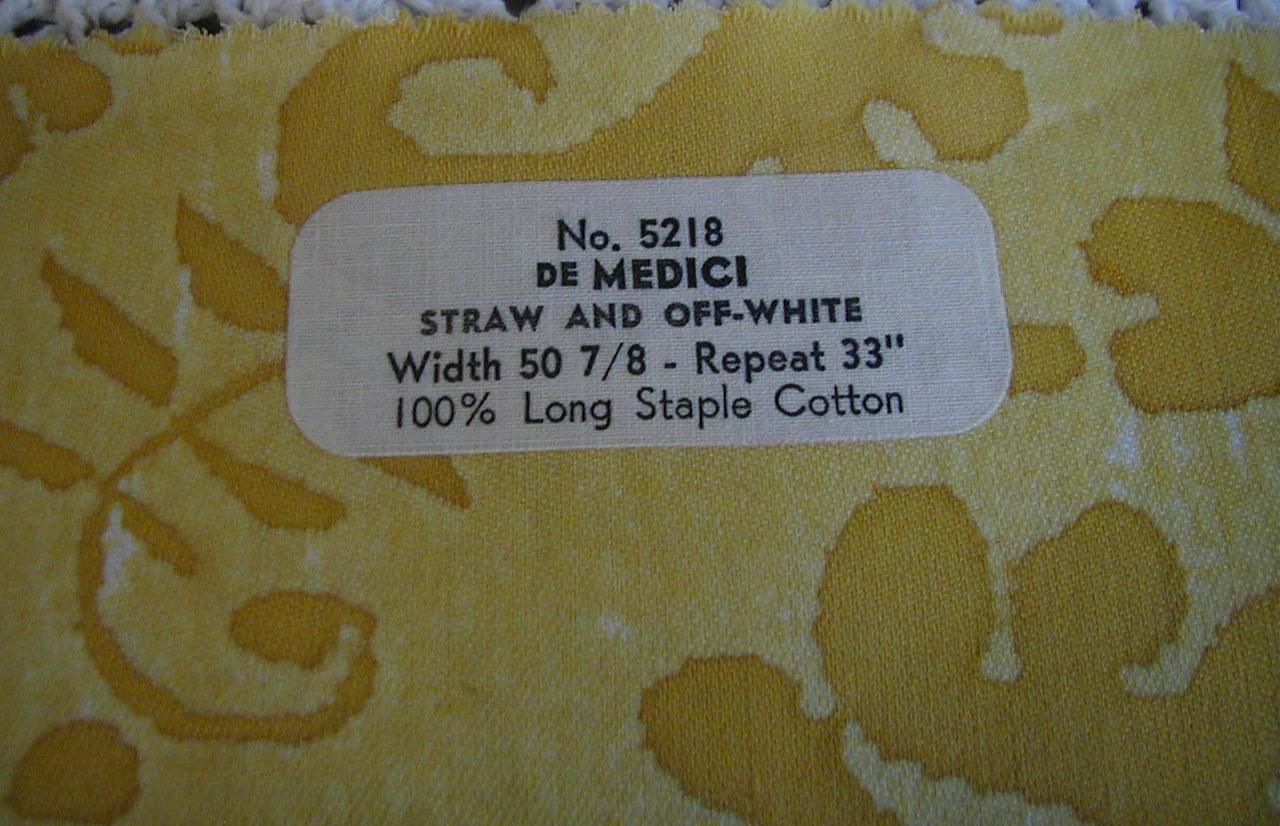 No. 5218
DE MEDICI
STRAW AND OFF-WHITE
Width 50 7/8 - Repeat 33"
100% Long Staple Cotton